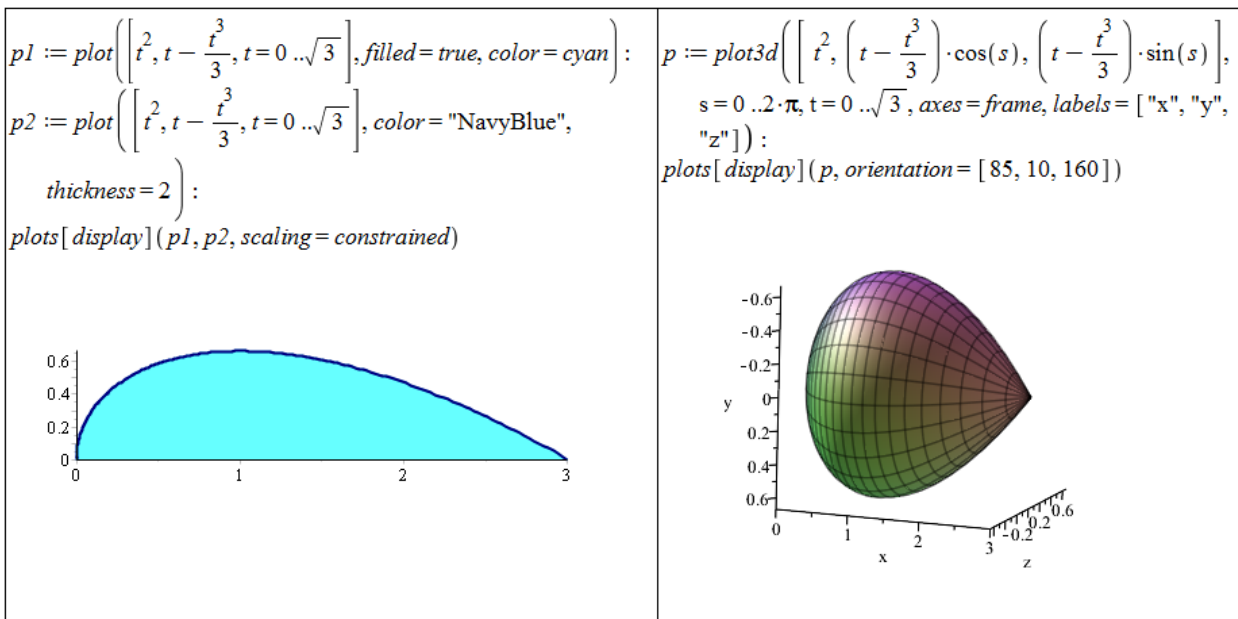 p1 := plot([t^2, t − t^3/3, t = 0 ..√3], filled = true, color = cyan) :
p2 := plot([t^2, t − t^3/3, t = 0 ..√3], color = "NavyBlue",
thickness = 2) :
plots[display](p1, p2, scaling = constrained)
0.6
0.4
0.2
0
0 1 2 3
p := plot3d([t^2, (t − t^3/3)·cos(s), (t − t^3/3)·sin(s)],
s = 0 ..2·π, t = 0 ..√3, axes = frame, labels = ["x", "y",
"z"]) :
plots[display](p, orientation = [85, 10, 160])
-0.6
-0.4
-0.2
y 0
0.2
0.4
0.6
0 1 2 3
x
-0.2 0.2 0.6
z